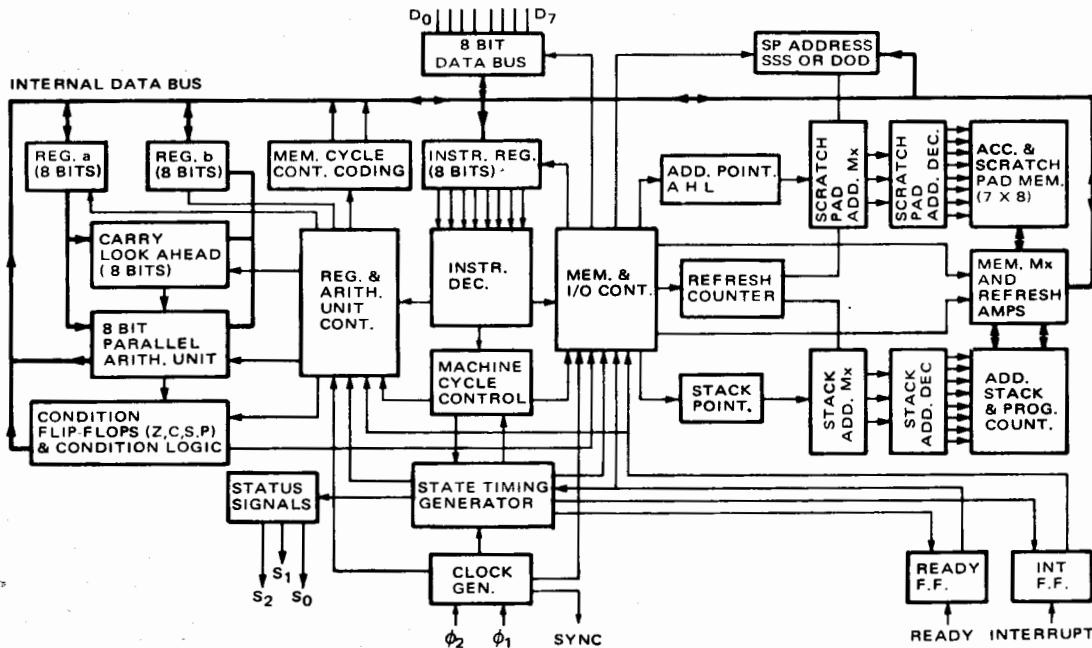 D0 D7
8 BIT
DATA BUS
SP ADDRESS
SSS OR DOD
INTERNAL DATA BUS
REG. a
(8 BITS)
REG. b
(8 BITS)
MEM. CYCLE
CONT. CODING
INSTR. REG.
(8 BITS)
ADD. POINT.
A H L
SCRATCH
PAD
ADD. Mx
SCRATCH
PAD
ADD. DEC.
ACC. &
SCRATCH
PAD MEM.
(7 X 8)
CARRY
LOOK AHEAD
(8 BITS)
REG. &
ARITH.
UNIT
CONT.
INSTR.
DEC.
MEM. &
I/O CONT.
REFRESH
COUNTER
MEM. Mx
AND
REFRESH
AMPS
8 BIT
PARALLEL
ARITH. UNIT
MACHINE
CYCLE
CONTROL
STACK
POINT.
STACK
ADD. Mx
STACK
ADD. DEC
ADD.
STACK
& PROG.
COUNT.
CONDITION
FLIP-FLOPS (Z,C,S,P)
& CONDITION LOGIC
STATUS
SIGNALS
STATE TIMING
GENERATOR
S2 S1 S0
CLOCK
GEN.
READY
F.F.
INT
F.F.
ϕ2 ϕ1 SYNC
READY INTERRUPT